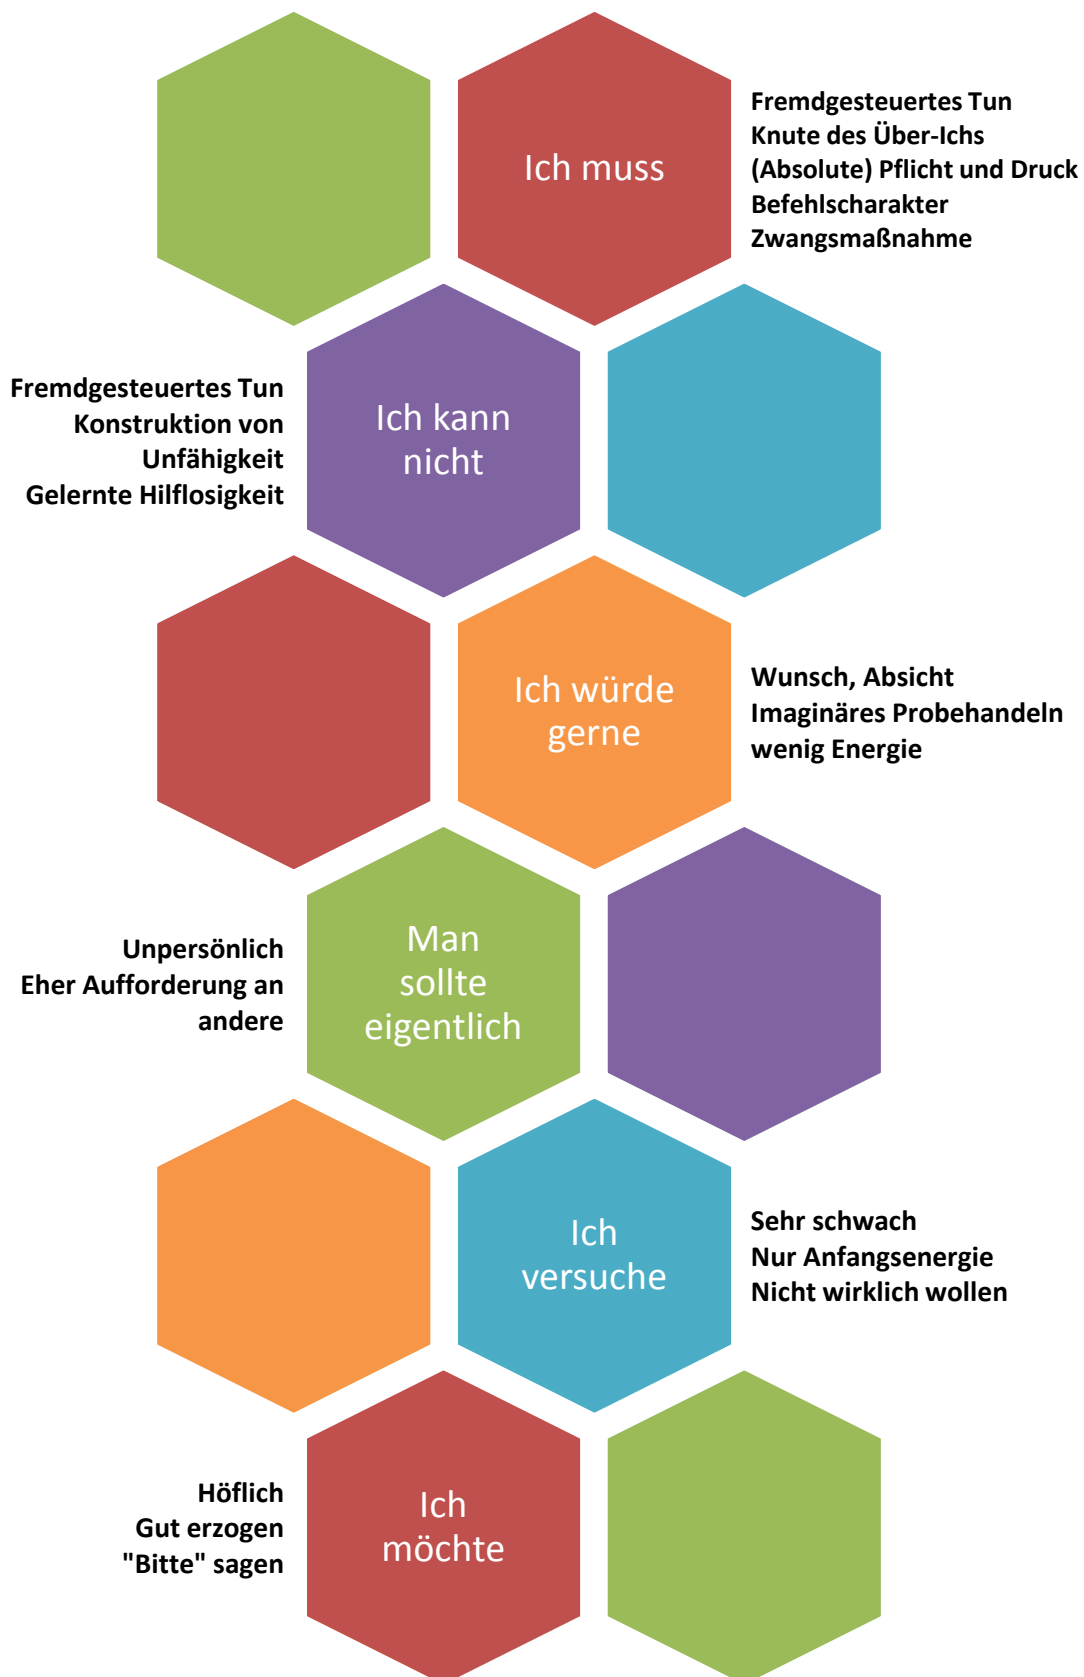 Ich muss
Fremdgesteuertes Tun
Knute des Über-Ichs
(Absolute) Pflicht und Druck
Befehlscharakter
Zwangsmaßnahme
Fremdgesteuertes Tun
Konstruktion von
Unfähigkeit
Gelernte Hilflosigkeit
Ich kann
nicht
Ich würde
gerne
Wunsch, Absicht
Imaginäres Probehandeln
wenig Energie
Unpersönlich
Eher Aufforderung an
andere
Man
sollte
eigentlich
Ich
versuche
Sehr schwach
Nur Anfangsenergie
Nicht wirklich wollen
Höflich
Gut erzogen
"Bitte" sagen
Ich
möchte